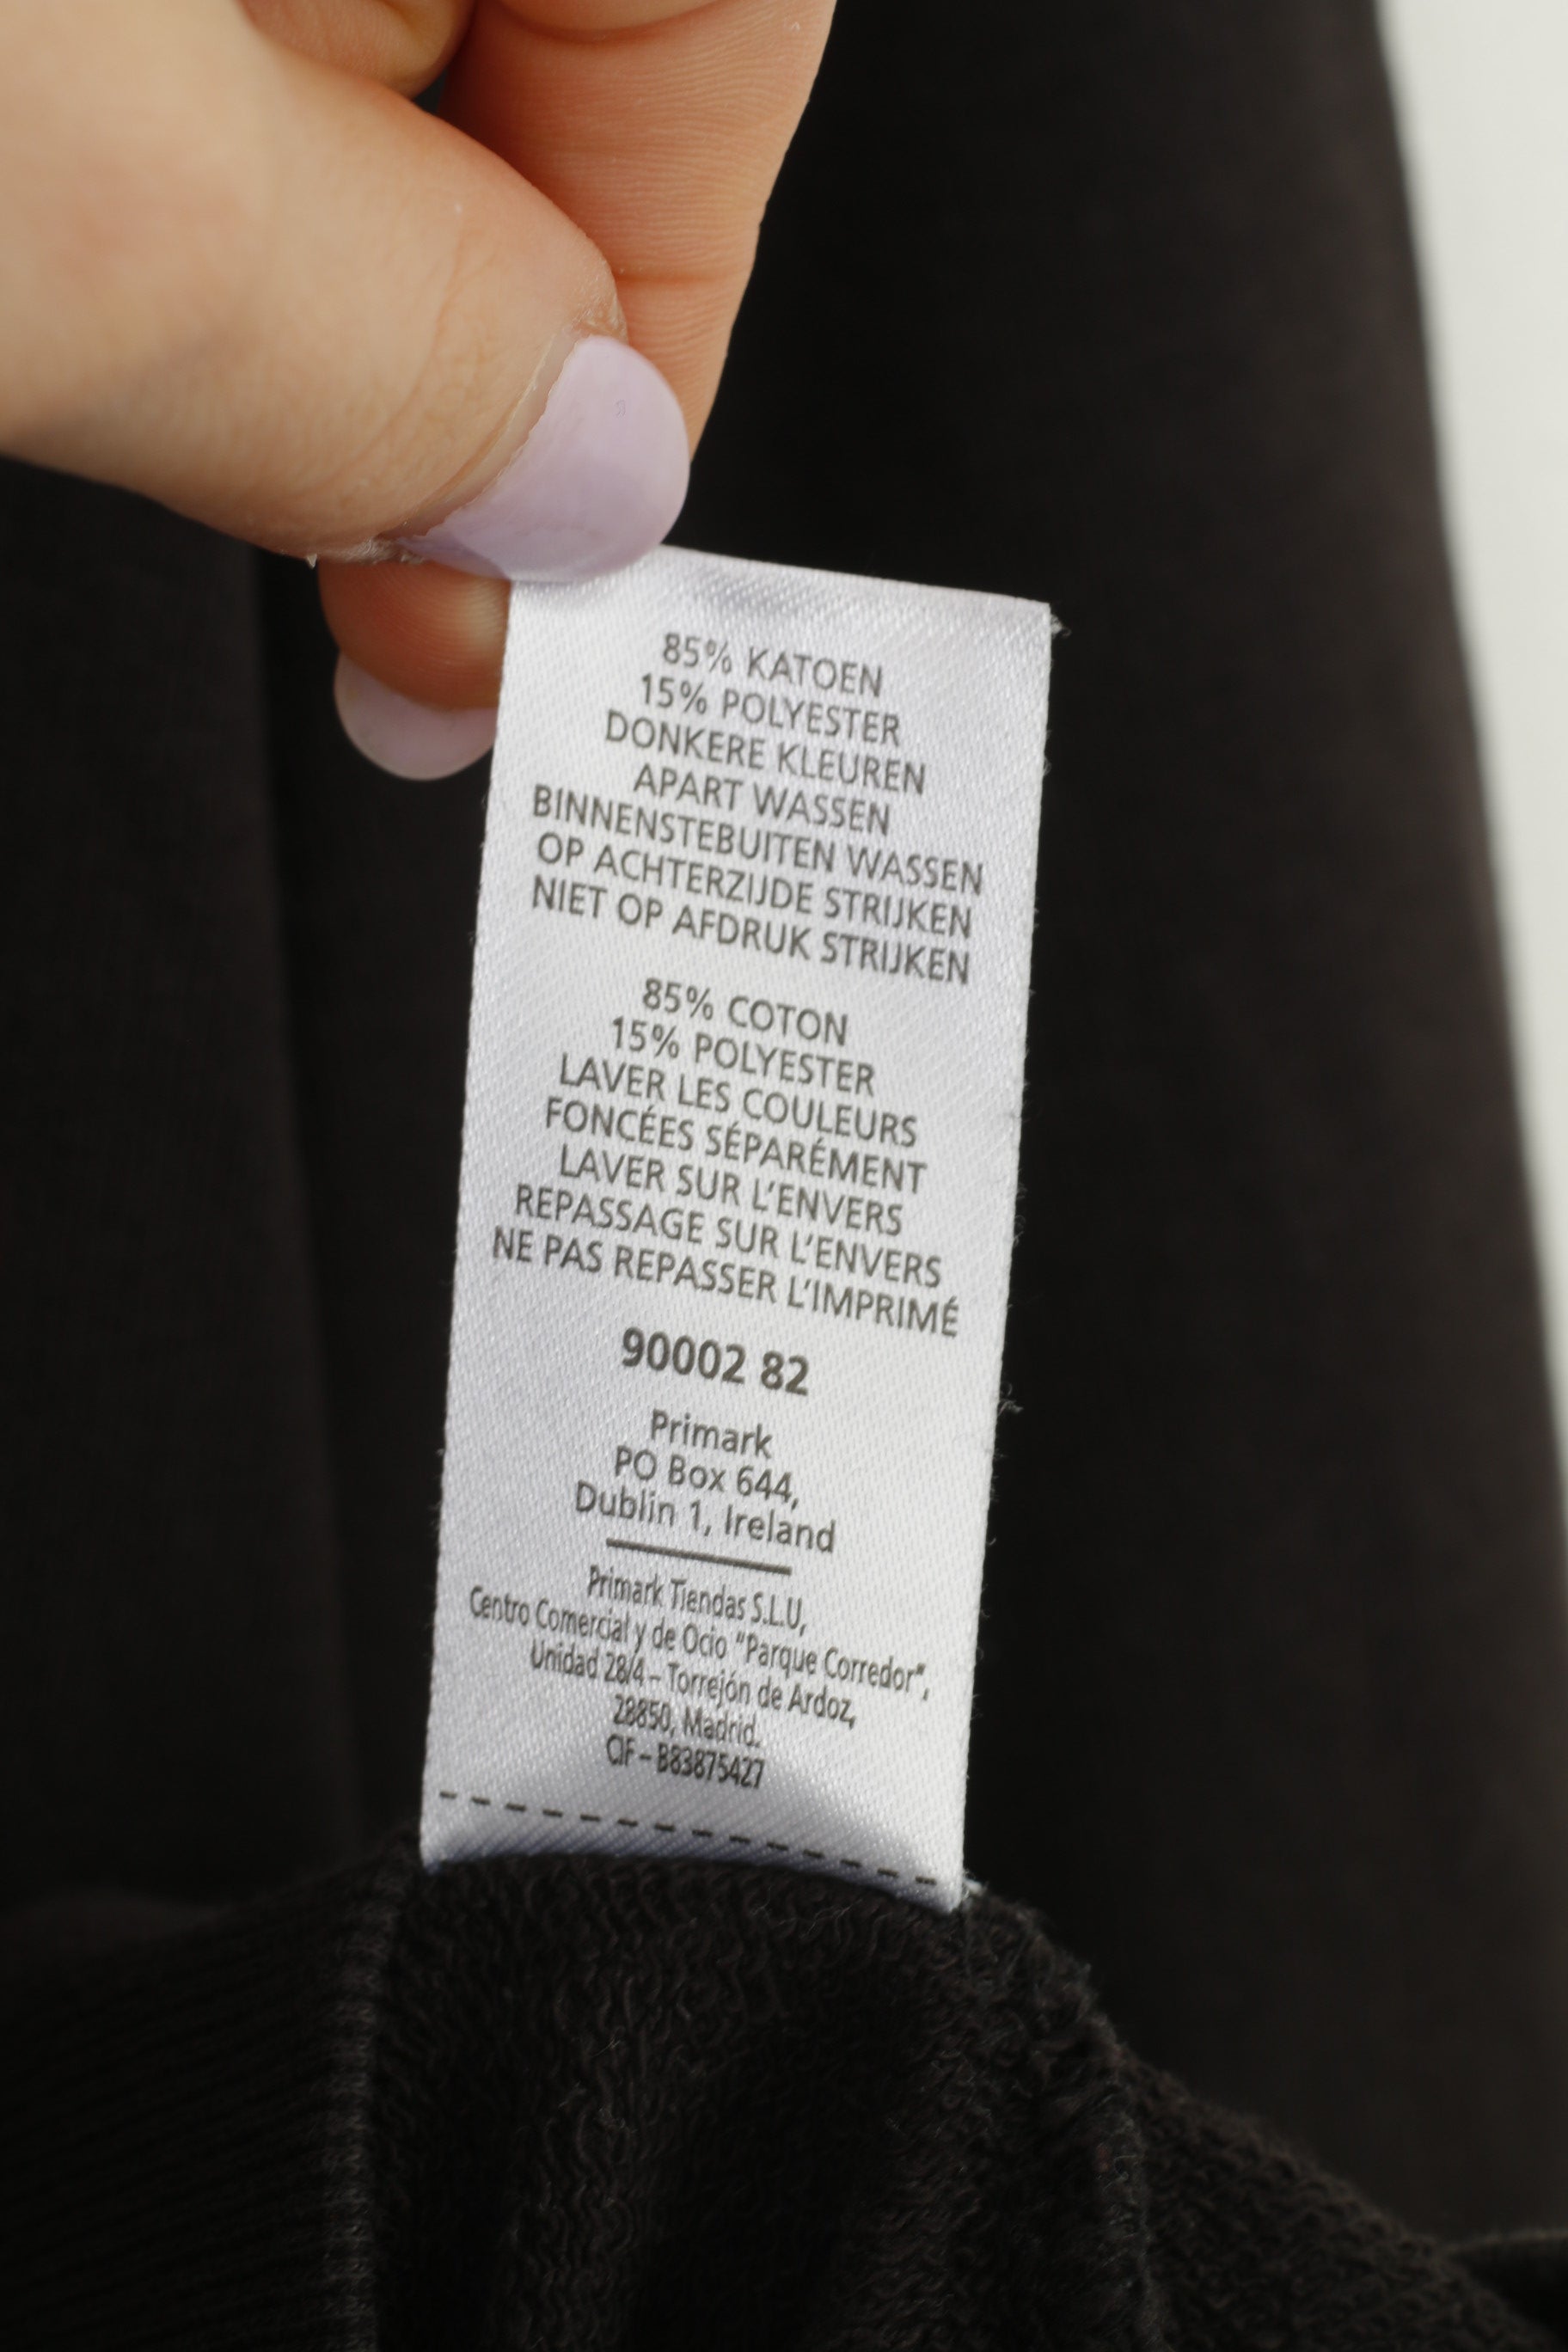 85% KATOEN
15% POLYESTER
DONKERE KLEUREN
APART WASSEN
BINNENSTEBUITEN WASSEN
OP ACHTERZIJDE STRIJKEN
NIET OP AFDRUK STRIJKEN
85% COTON
15% POLYESTER
LAVER LES COULEURS
FONCÉES SÉPARÉMENT
LAVER SUR L'ENVERS
REPASSAGE SUR L'ENVERS
NE PAS REPASSER L'IMPRIMÉ
90002 82
Primark
PO Box 644,
Dublin 1, Ireland
Primark Tiendas S.L.U,
Centro Comercial y de Ocio "Parque Corredor",
Unidad 28/4 – Torrejón de Ardoz,
28850, Madrid.
CIF – B83875427